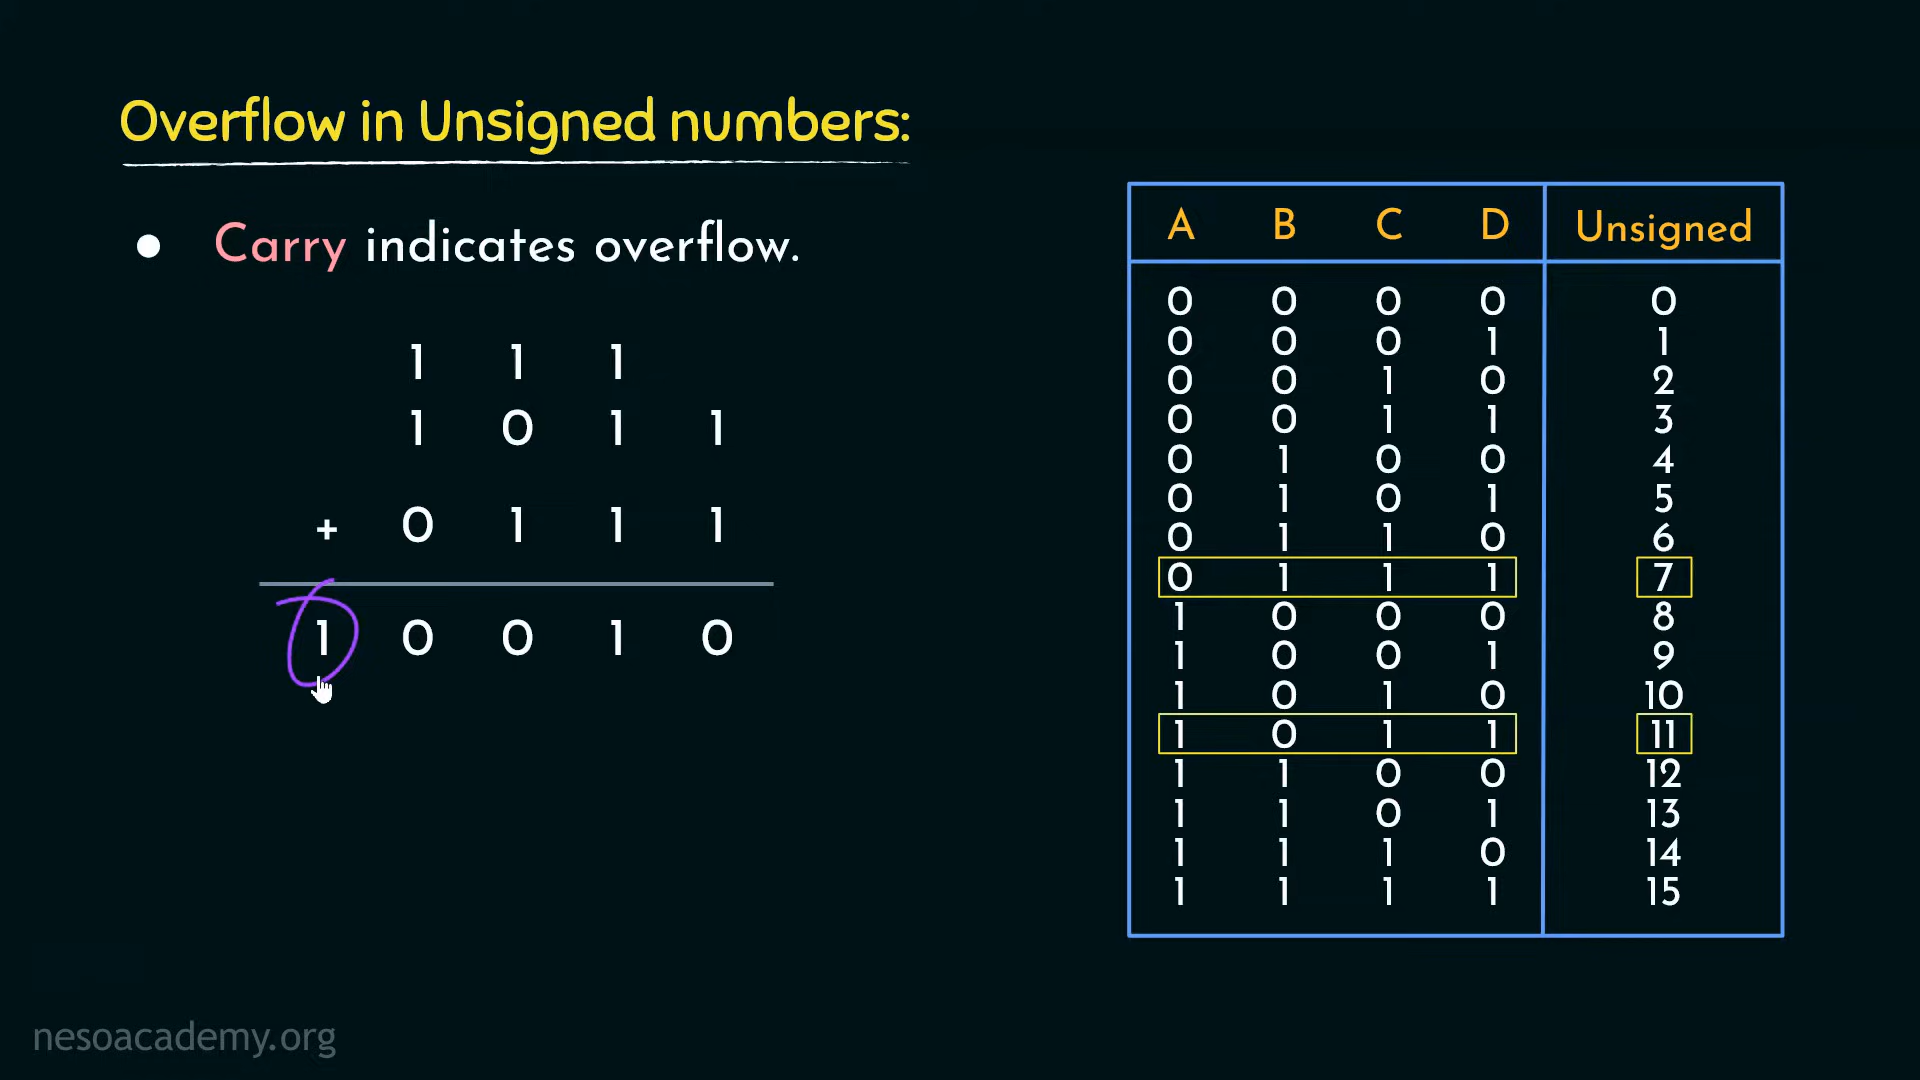 Overflow in Unsigned numbers:
● Carry indicates overflow.
1 1 1
1 0 1 1
+ 0 1 1 1
1 0 0 1 0
A B C D Unsigned
0 0 0 0 0
0 0 0 1 1
0 0 1 0 2
0 0 1 1 3
0 1 0 0 4
0 1 0 1 5
0 1 1 0 6
0 1 1 1 7
1 0 0 0 8
1 0 0 1 9
1 0 1 0 10
1 0 1 1 11
1 1 0 0 12
1 1 0 1 13
1 1 1 0 14
1 1 1 1 15
nesoacademy.org